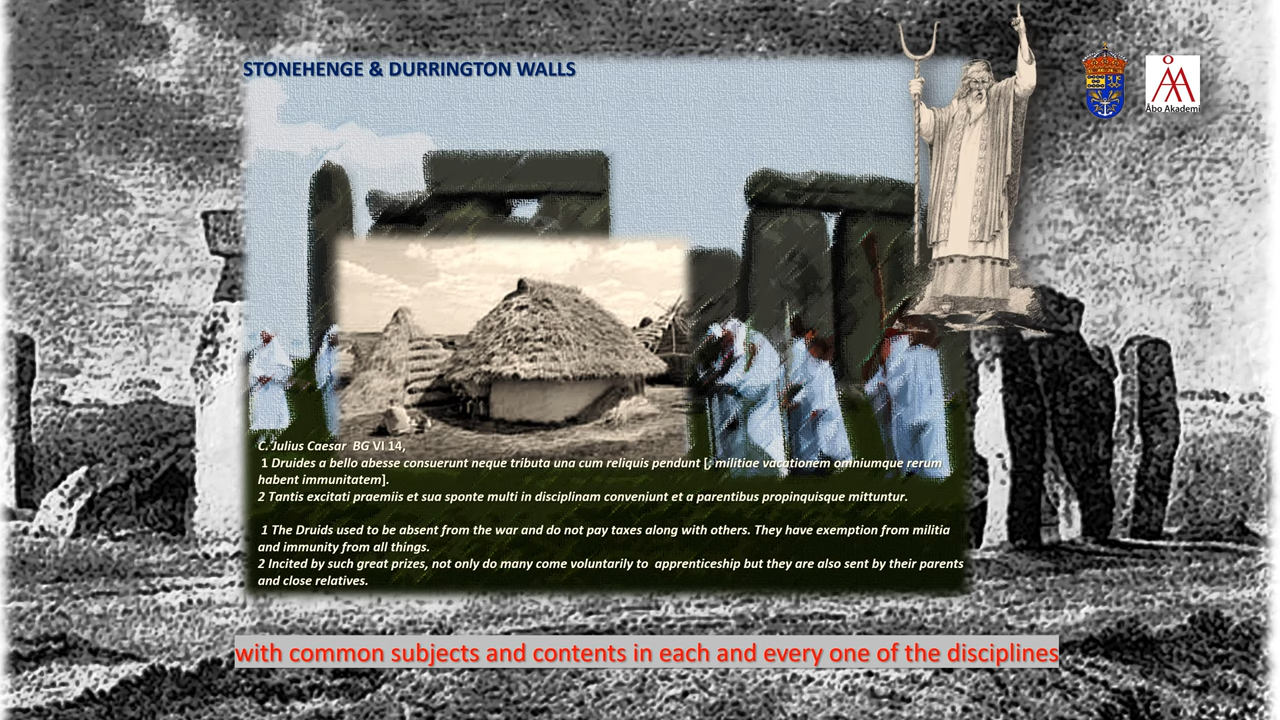 STONEHENGE & DURRINGTON WALLS
Åbo Akademi
C. Julius Caesar BG VI 14,
1 Druides a bello abesse consuerunt neque tributa una cum reliquis pendunt [; militiae vacationem omniumque rerum
habent immunitatem].
2 Tantis excitati praemiis et sua sponte multi in disciplinam conveniunt et a parentibus propinquisque mittuntur.
1 The Druids used to be absent from the war and do not pay taxes along with others. They have exemption from militia
and immunity from all things.
2 Incited by such great prizes, not only do many come voluntarily to apprenticeship but they are also sent by their parents
and close relatives.
with common subjects and contents in each and every one of the disciplines